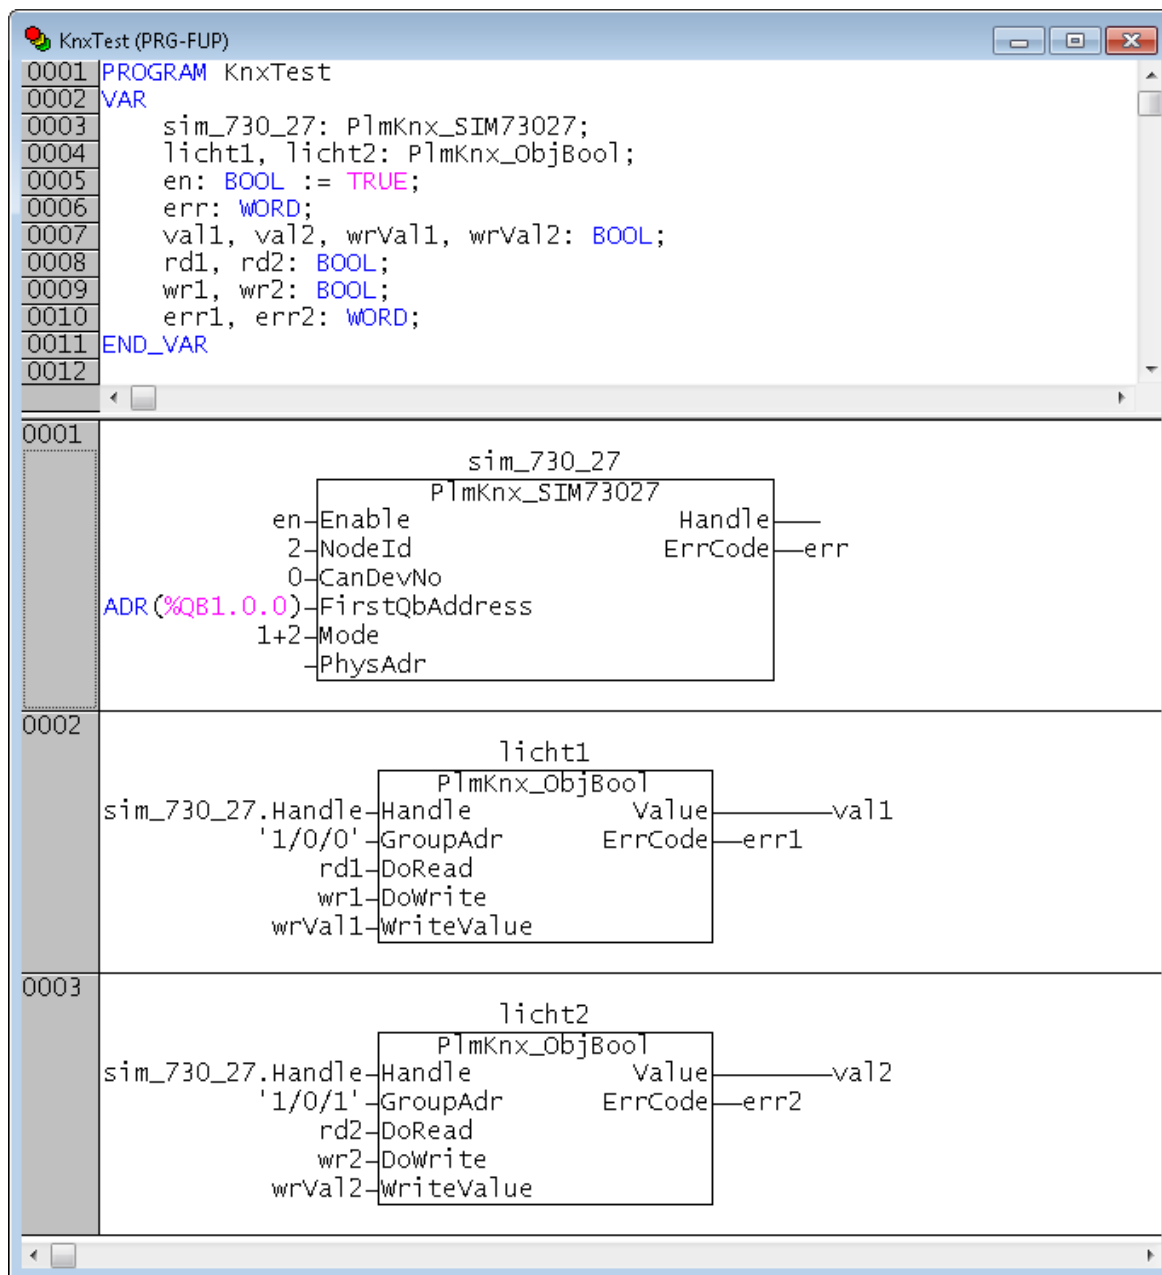 KnxTest (PRG-FUP)
0001 PROGRAM KnxTest
0002 VAR
0003 sim_730_27: PlmKnx_SIM73027;
0004 licht1, licht2: PlmKnx_ObjBool;
0005 en: BOOL := TRUE;
0006 err: WORD;
0007 val1, val2, wrVal1, wrVal2: BOOL;
0008 rd1, rd2: BOOL;
0009 wr1, wr2: BOOL;
0010 err1, err2: WORD;
0011 END_VAR
0012
0001
sim_730_27
PlmKnx_SIM73027
en Enable Handle
2 NodeId ErrCode err
0 CanDevNo
ADR(%QB1.0.0) FirstQbAddress
1+2 Mode
PhysAdr
0002
licht1
PlmKnx_ObjBool
sim_730_27.Handle Handle Value val1
'1/0/0' GroupAdr ErrCode err1
rd1 DoRead
wr1 DoWrite
wrVal1 WriteValue
0003
licht2
PlmKnx_ObjBool
sim_730_27.Handle Handle Value val2
'1/0/1' GroupAdr ErrCode err2
rd2 DoRead
wr2 DoWrite
wrVal2 WriteValue